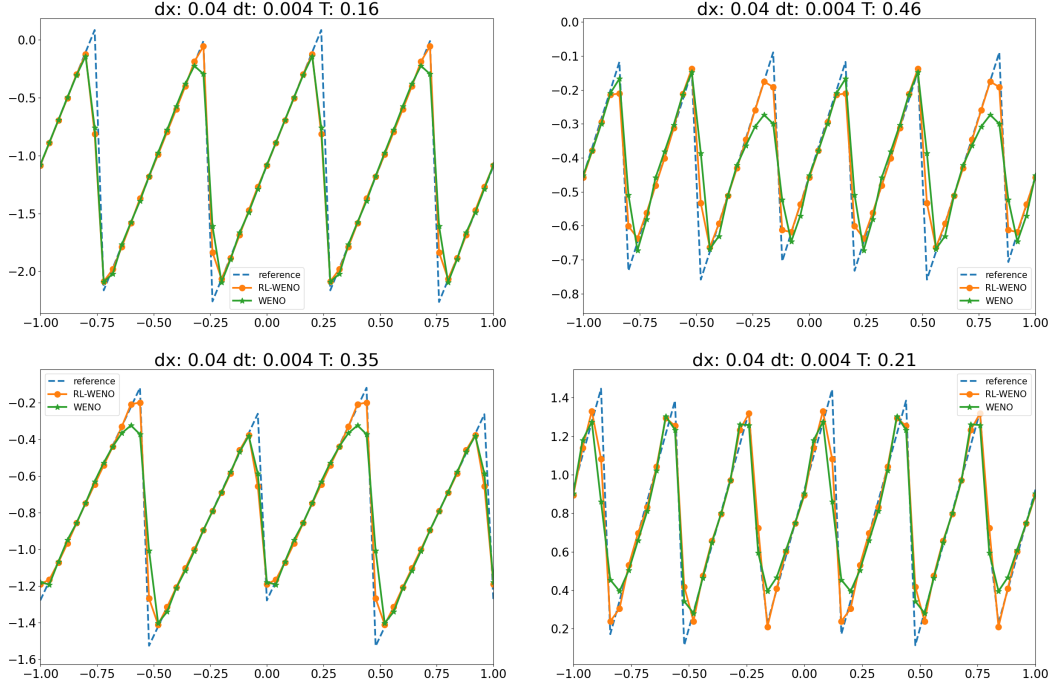 dx: 0.04 dt: 0.004 T: 0.16
0.0
−0.5
−1.0
−1.5
−2.0
reference
RL-WENO
WENO
−1.00 −0.75 −0.50 −0.25 0.00 0.25 0.50 0.75 1.00
dx: 0.04 dt: 0.004 T: 0.46
0.0
−0.1
−0.2
−0.3
−0.4
−0.5
−0.6
−0.7
−0.8
reference
RL-WENO
WENO
−1.00 −0.75 −0.50 −0.25 0.00 0.25 0.50 0.75 1.00
dx: 0.04 dt: 0.004 T: 0.35
reference
RL-WENO
WENO
−0.2
−0.4
−0.6
−0.8
−1.0
−1.2
−1.4
−1.6
−1.00 −0.75 −0.50 −0.25 0.00 0.25 0.50 0.75 1.00
dx: 0.04 dt: 0.004 T: 0.21
reference
RL-WENO
WENO
1.4
1.2
1.0
0.8
0.6
0.4
0.2
−1.00 −0.75 −0.50 −0.25 0.00 0.25 0.50 0.75 1.00